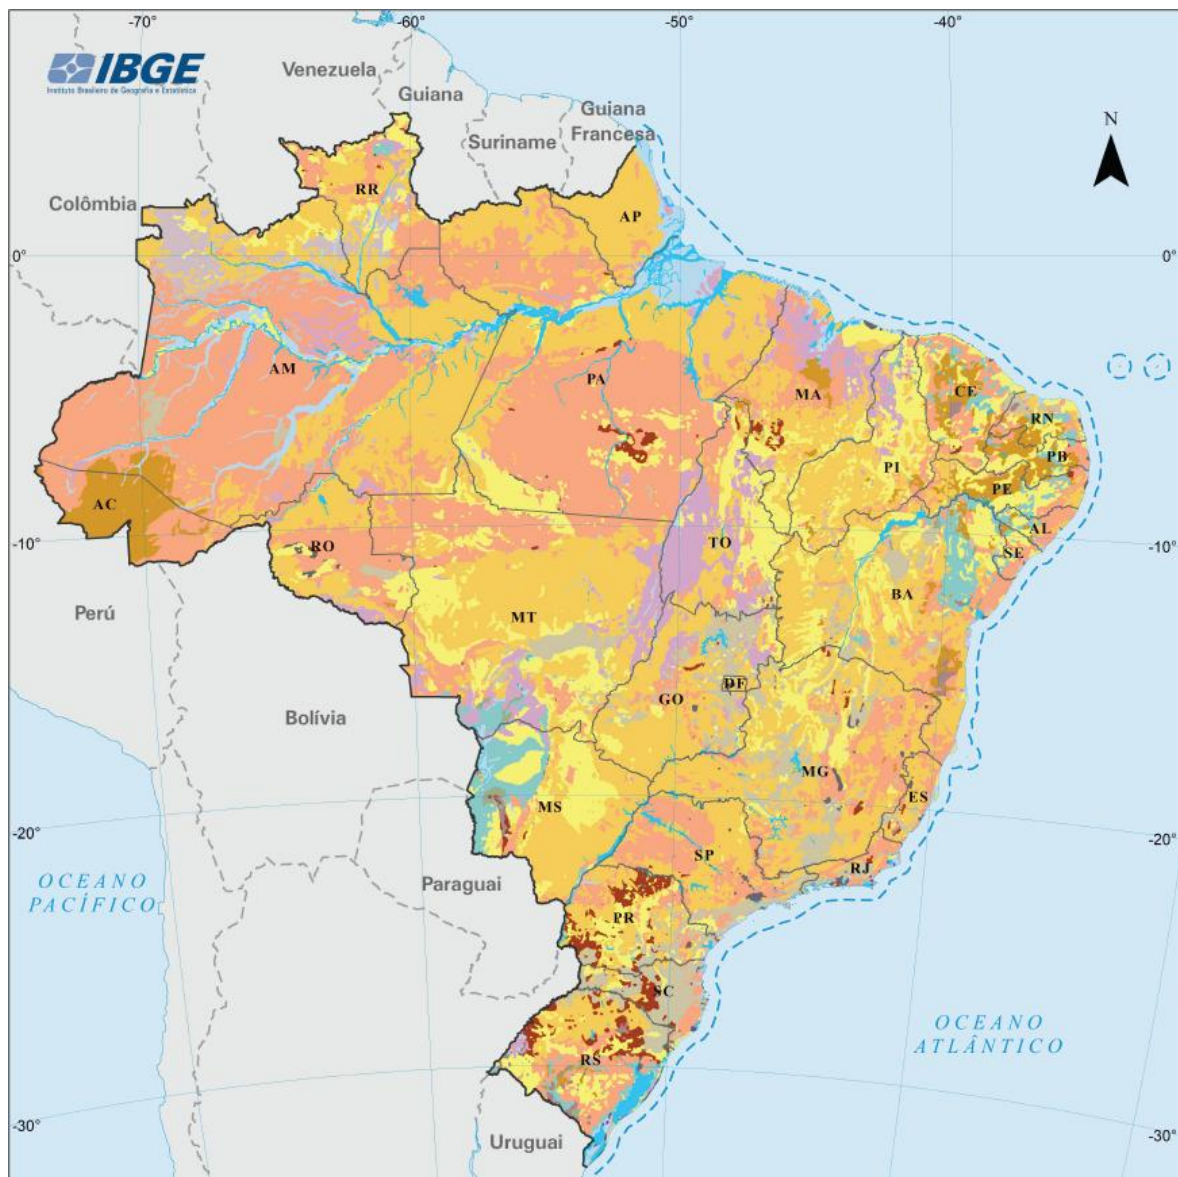 -70°
-60°
-50°
-40°
IBGE
Instituto Brasileiro de Geografia e Estatística
Venezuela
Guiana
Suriname
Guiana
Francesa
N
Colômbia
RR
AP
0°
0°
AM
PA
MA
CE
RN
PB
PI
PE
AC
AL
TO
SE
-10°
RO
-10°
BA
Perú
MT
DF
GO
Bolívia
MG
ES
MS
-20°
-20°
SP
RJ
OCEANO
PACÍFICO
Paraguai
PR
SC
OCEANO
ATLÂNTICO
RS
-30°
-30°
Uruguai